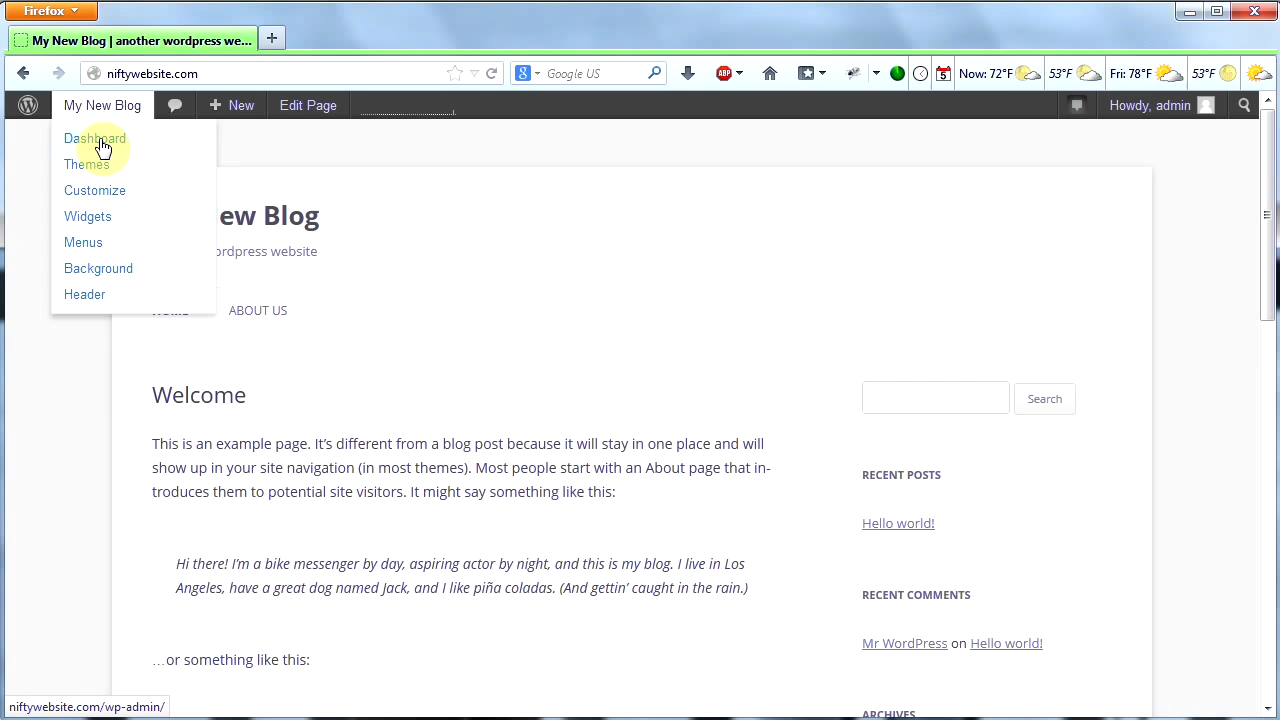 Firefox
My New Blog | another wordpress we...
niftywebsite.com
Google US
ABP
5
Now: 72°F
53°F
Fri: 78°F
53°F
My New Blog
New
Edit Page
Howdy, admin
Dashboard
Themes
Customize
Widgets
Menus
Background
Header
ew Blog
ordpress website
ABOUT US
Welcome
Search
This is an example page. It’s different from a blog post because it will stay in one place and will
show up in your site navigation (in most themes). Most people start with an About page that in-
troduces them to potential site visitors. It might say something like this:
Hi there! I’m a bike messenger by day, aspiring actor by night, and this is my blog. I live in Los
Angeles, have a great dog named Jack, and I like piña coladas. (And gettin’ caught in the rain.)
…or something like this:
RECENT POSTS
Hello world!
RECENT COMMENTS
Mr WordPress on Hello world!
ARCHIVES
niftywebsite.com/wp-admin/